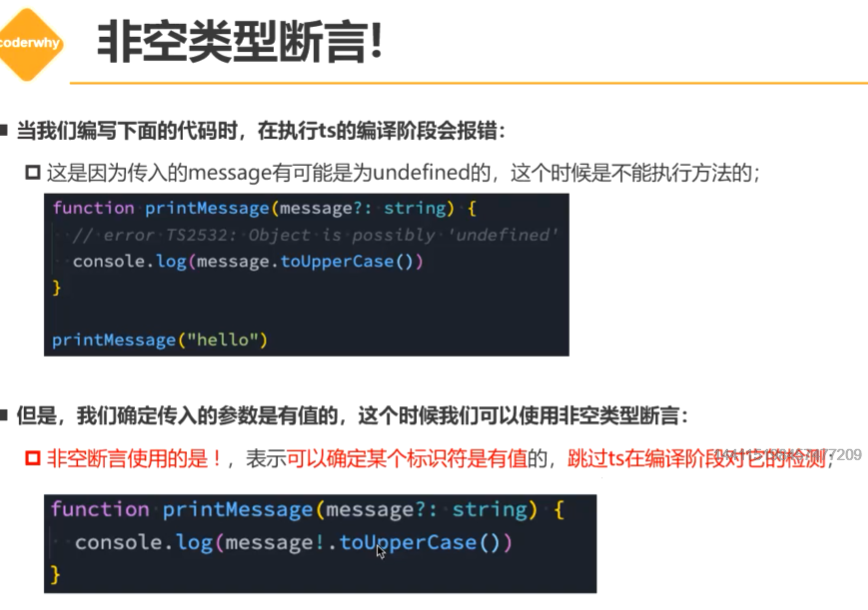 coderwhy
非空类型断言!
当我们编写下面的代码时，在执行ts的编译阶段会报错：
这是因为传入的message有可能是为undefined的，这个时候是不能执行方法的；
function printMessage(message?: string) {
// error TS2532: Object is possibly 'undefined'
console.log(message.toUpperCase())
}
printMessage("hello")
但是，我们确定传入的参数是有值的，这个时候我们可以使用非空类型断言：
非空断言使用的是！，表示可以确定某个标识符是有值的，跳过ts在编译阶段对它的检测；
function printMessage(message?: string) {
console.log(message!.toUpperCase())
}